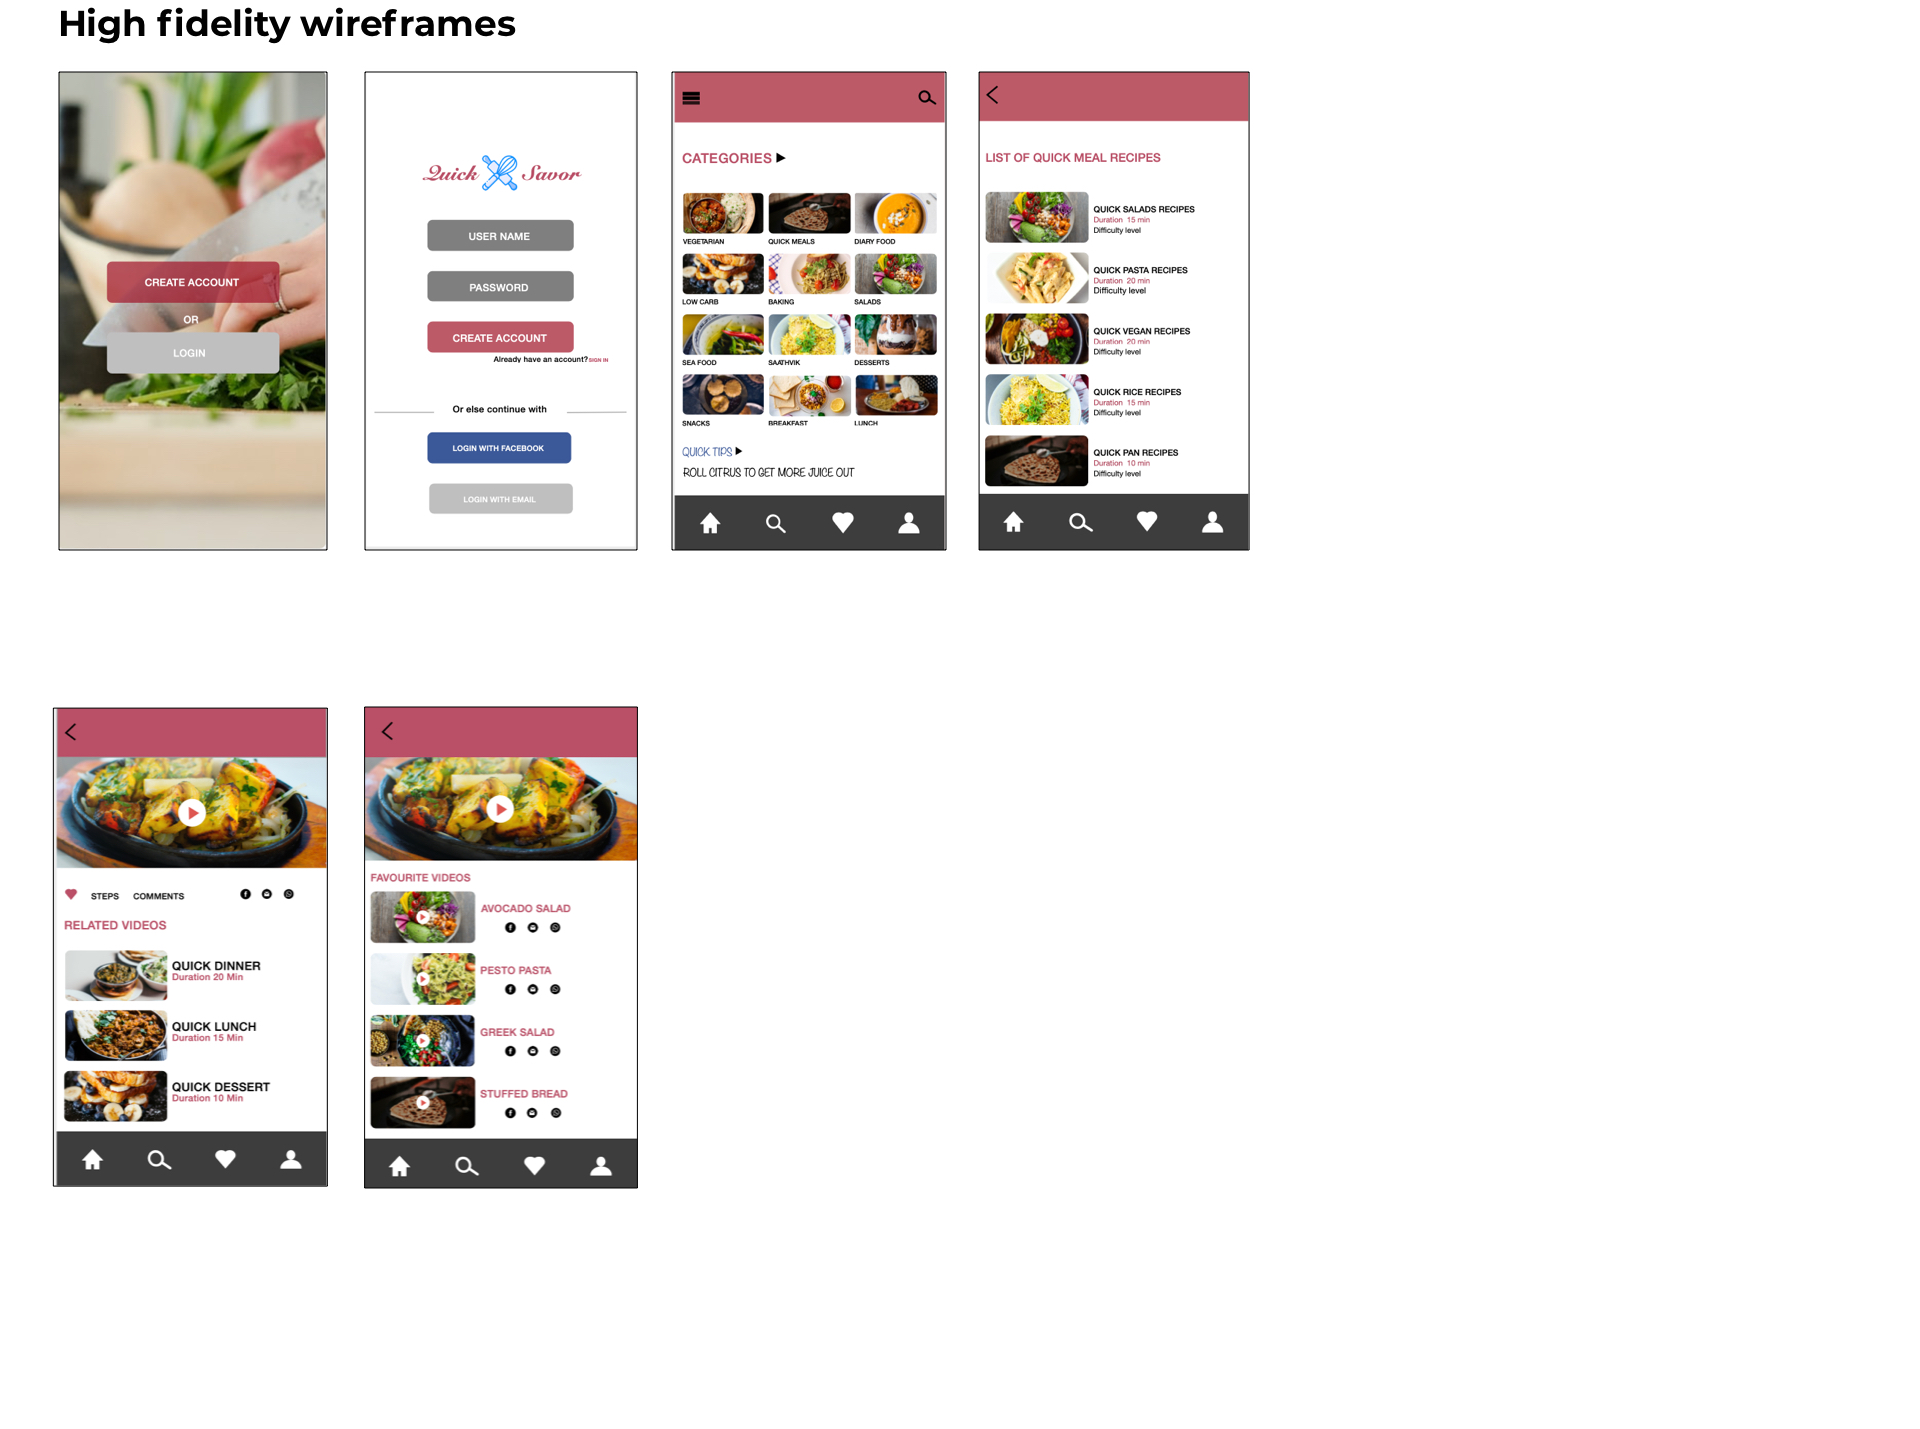 High fidelity wireframes
CREATE ACCOUNT
OR
LOGIN
Quick Savor
USER NAME
PASSWORD
CREATE ACCOUNT
Already have an account? SIGN IN
Or else continue with
LOGIN WITH FACEBOOK
LOGIN WITH EMAIL
CATEGORIES
VEGETARIAN QUICK MEALS DIARY FOOD
LOW CARB BAKING SALADS
SEA FOOD SAATHVIK DESSERTS
SNACKS BREAKFAST LUNCH
QUICK TIPS
ROLL CITRUS TO GET MORE JUICE OUT
LIST OF QUICK MEAL RECIPES
QUICK SALADS RECIPES
Duration 15 min
Difficulty level
QUICK PASTA RECIPES
Duration 20 min
Difficulty level
QUICK VEGAN RECIPES
Duration 20 min
Difficulty level
QUICK RICE RECIPES
Duration 15 min
Difficulty level
QUICK PAN RECIPES
Duration 10 min
Difficulty level
STEPS COMMENTS
RELATED VIDEOS
QUICK DINNER
Duration 20 Min
QUICK LUNCH
Duration 15 Min
QUICK DESSERT
Duration 10 Min
FAVOURITE VIDEOS
AVOCADO SALAD
PESTO PASTA
GREEK SALAD
STUFFED BREAD